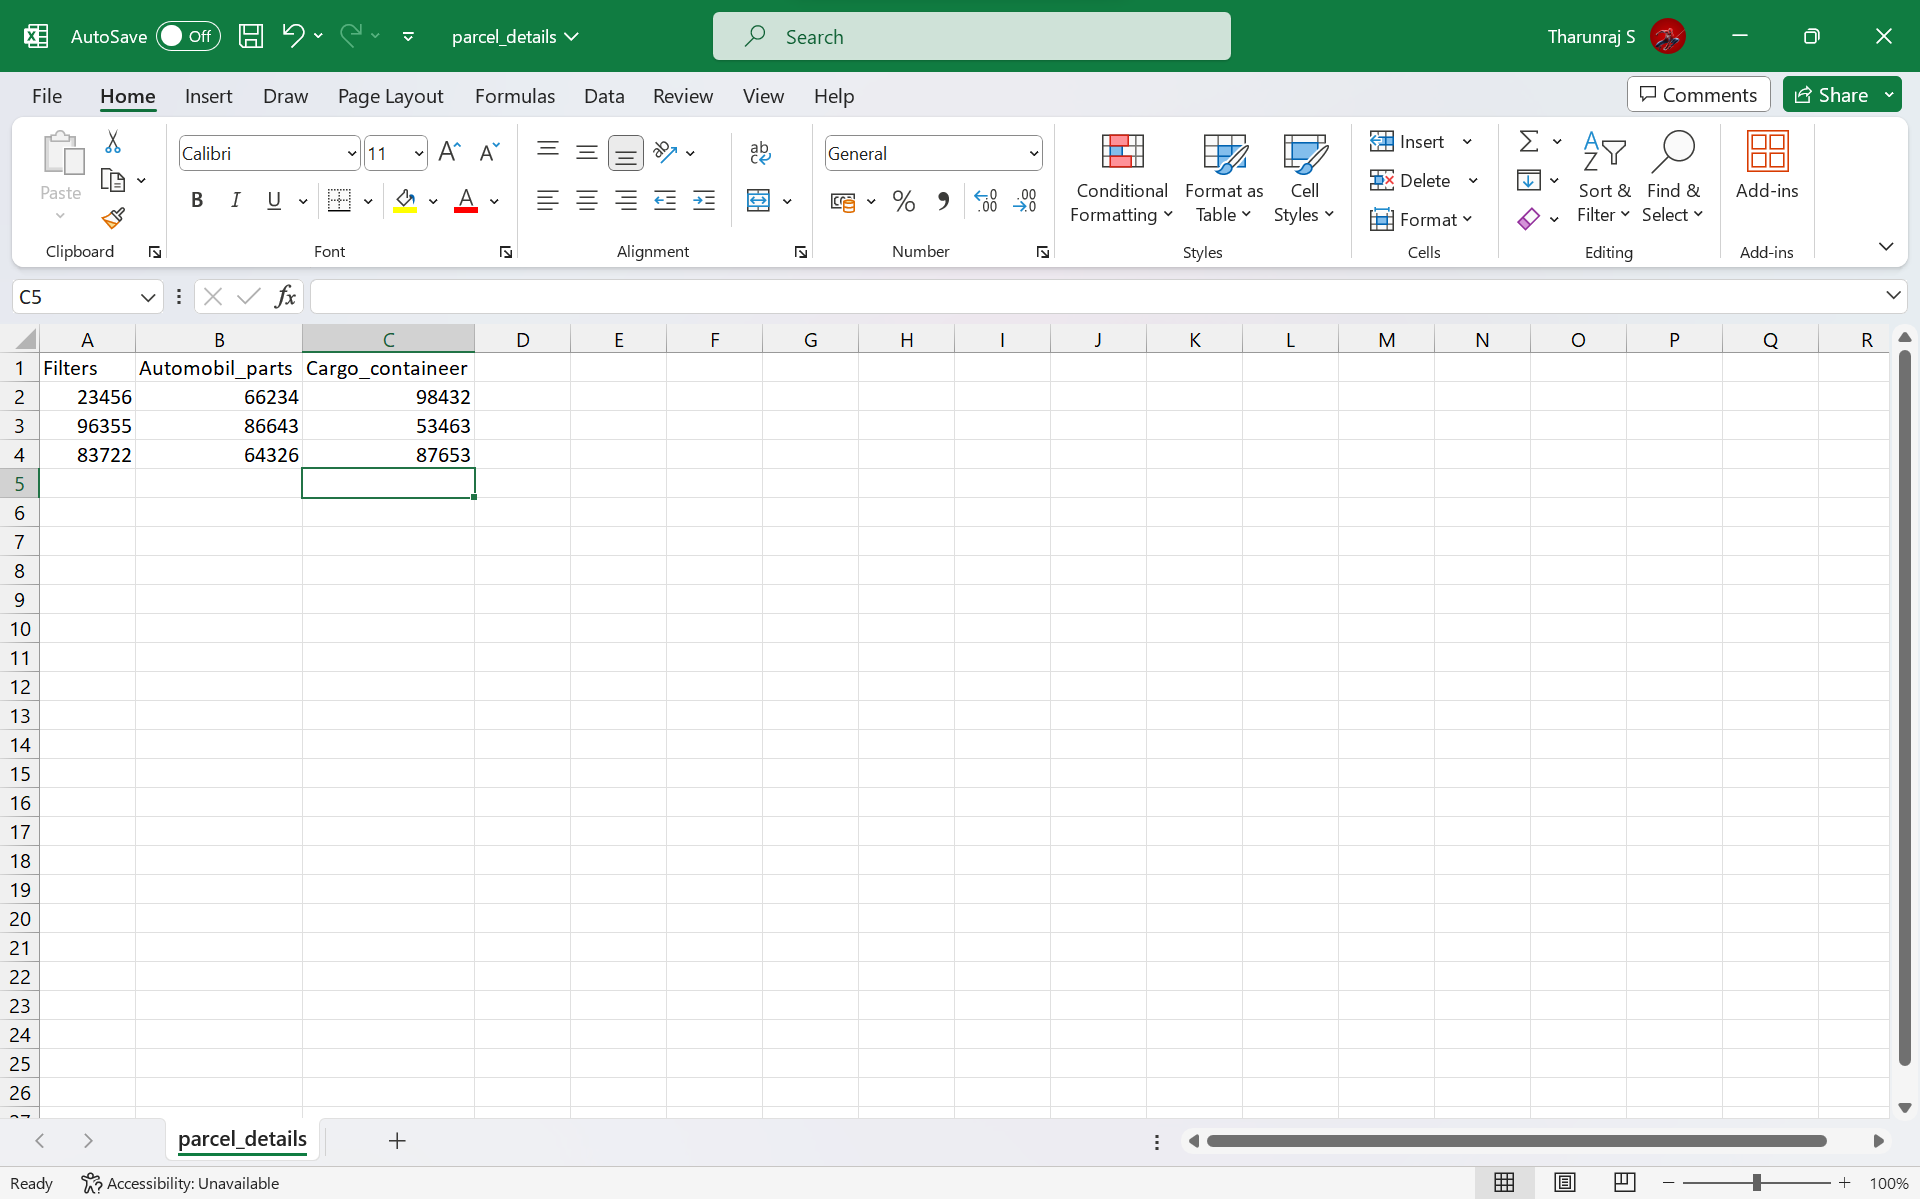 AutoSave Off parcel_details Search Tharunraj S
File Home Insert Draw Page Layout Formulas Data Review View Help Comments Share
Paste
Clipboard
Calibri 11
B I U
Font
Alignment
General
Number
Conditional Formatting
Format as Table
Cell Styles
Styles
Insert
Delete
Format
Cells
Sort & Filter
Find & Select
Editing
Add-ins
Add-ins
C5 fx
A B C D E F G H I J K L M N O P Q R
1 Filters Automobil_parts Cargo_containeer
2 23456 66234 98432
3 96355 86643 53463
4 83722 64326 87653
5
6
7
8
9
10
11
12
13
14
15
16
17
18
19
20
21
22
23
24
25
26
parcel_details
Ready Accessibility: Unavailable 100%